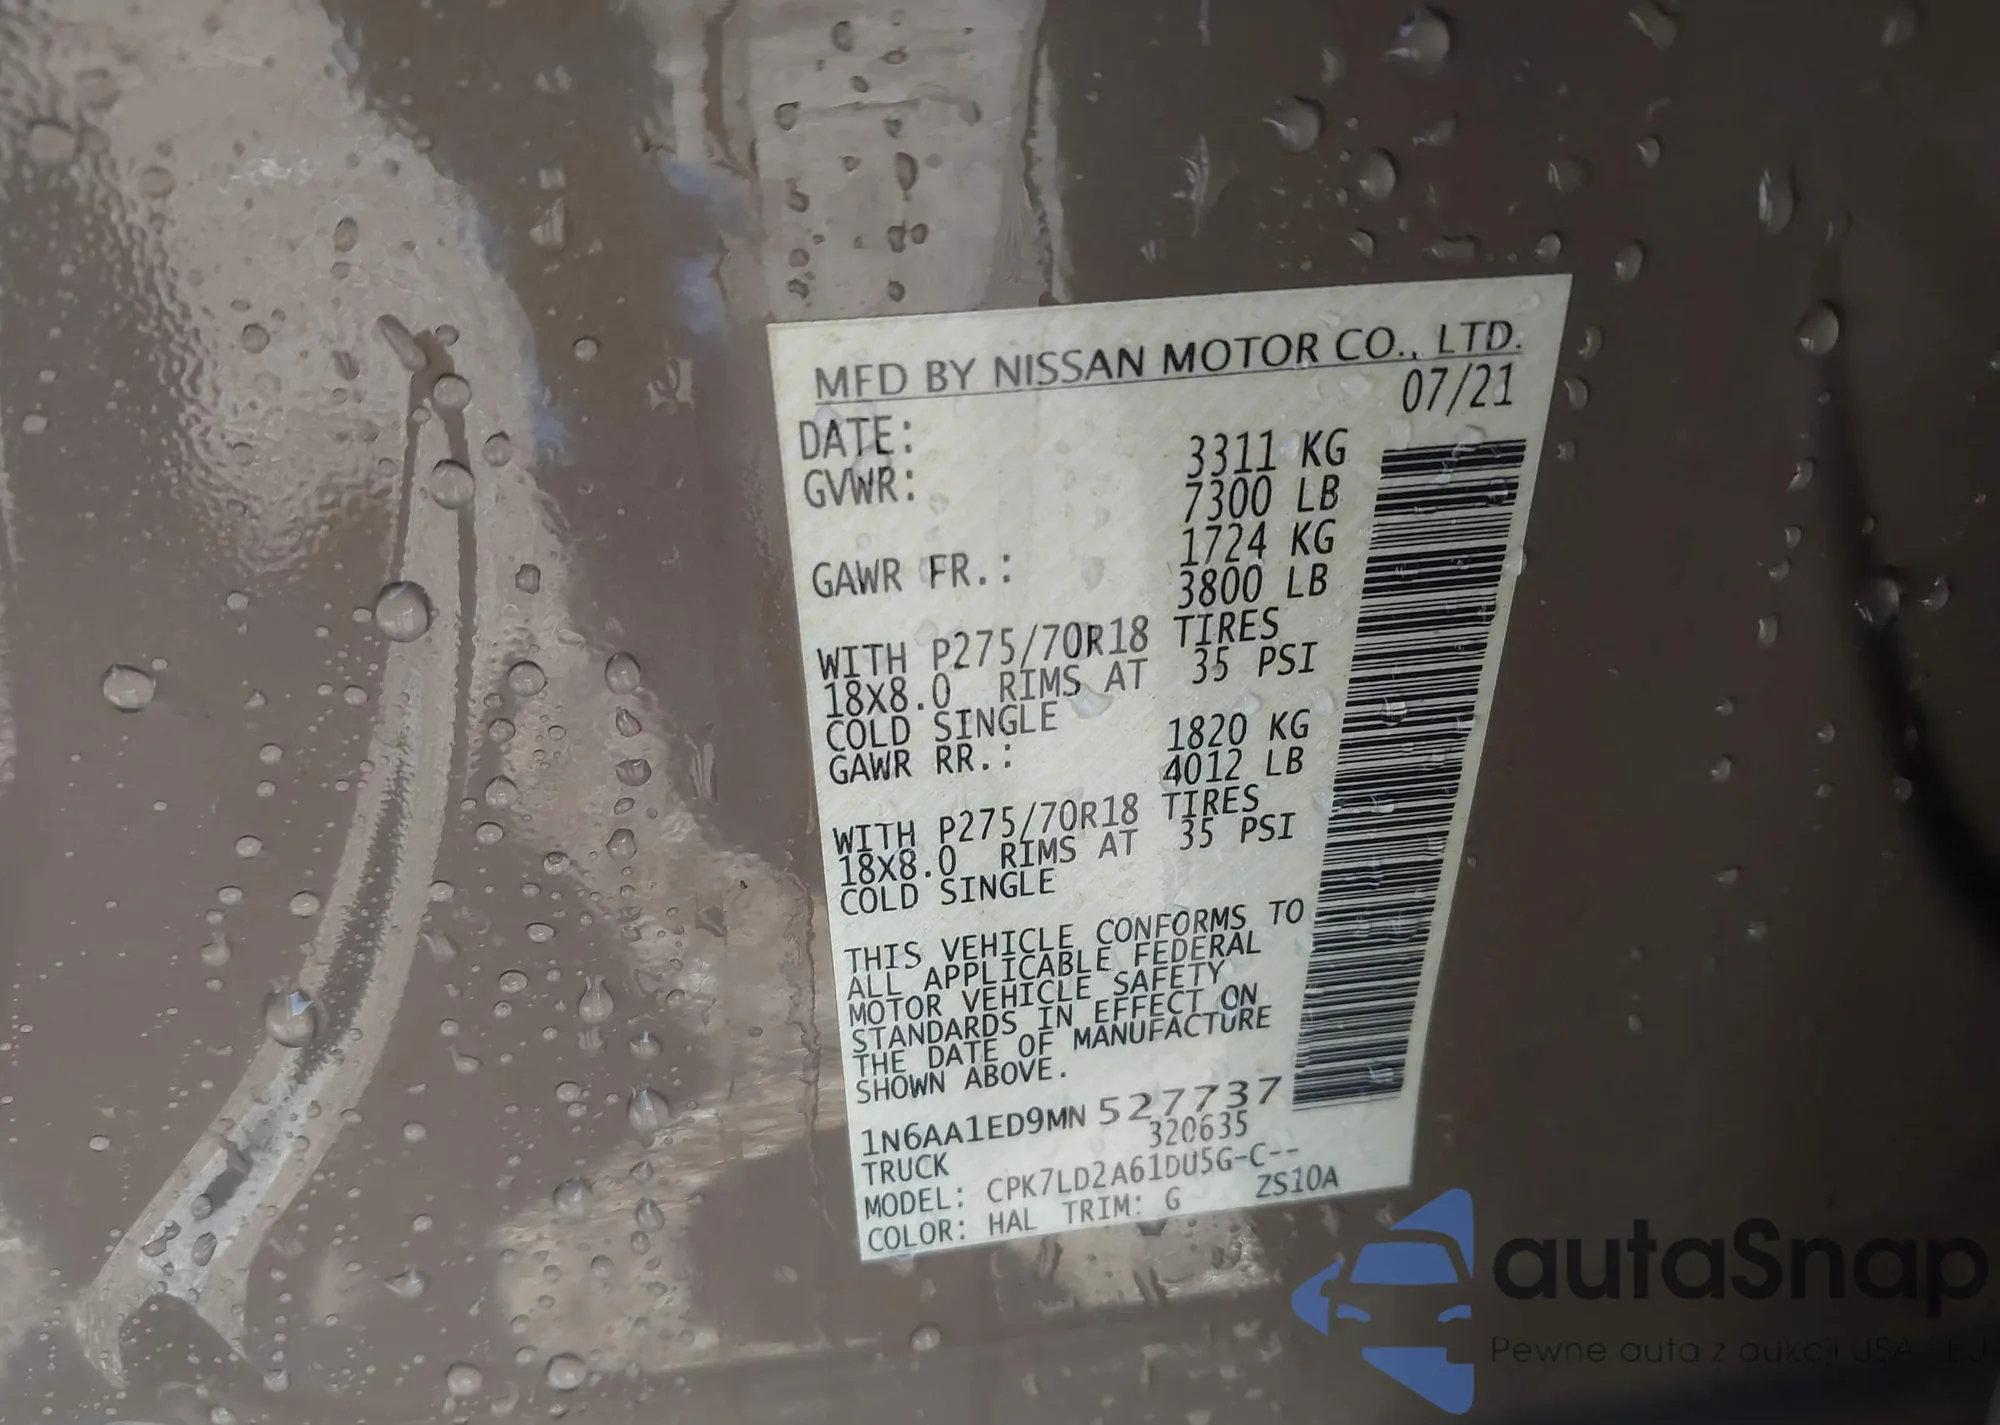 MFD BY NISSAN MOTOR CO., LTD.
DATE: 07/21
GVWR: 3311 KG
7300 LB
GAWR FR.: 1724 KG
3800 LB
WITH P275/70R18 TIRES
18X8.0 RIMS AT 35 PSI
COLD SINGLE
GAWR RR.: 1820 KG
4012 LB
WITH P275/70R18 TIRES
18X8.0 RIMS AT 35 PSI
COLD SINGLE
THIS VEHICLE CONFORMS TO
ALL APPLICABLE FEDERAL
MOTOR VEHICLE SAFETY
STANDARDS IN EFFECT ON
THE DATE OF MANUFACTURE
SHOWN ABOVE.
1N6AA1ED9MN 527737
TRUCK 320635
MODEL: CPK7LD2A61DU5G-C--
COLOR: HAL TRIM: G ZS10A
autaSnap
Pewne auta z aukcji USA